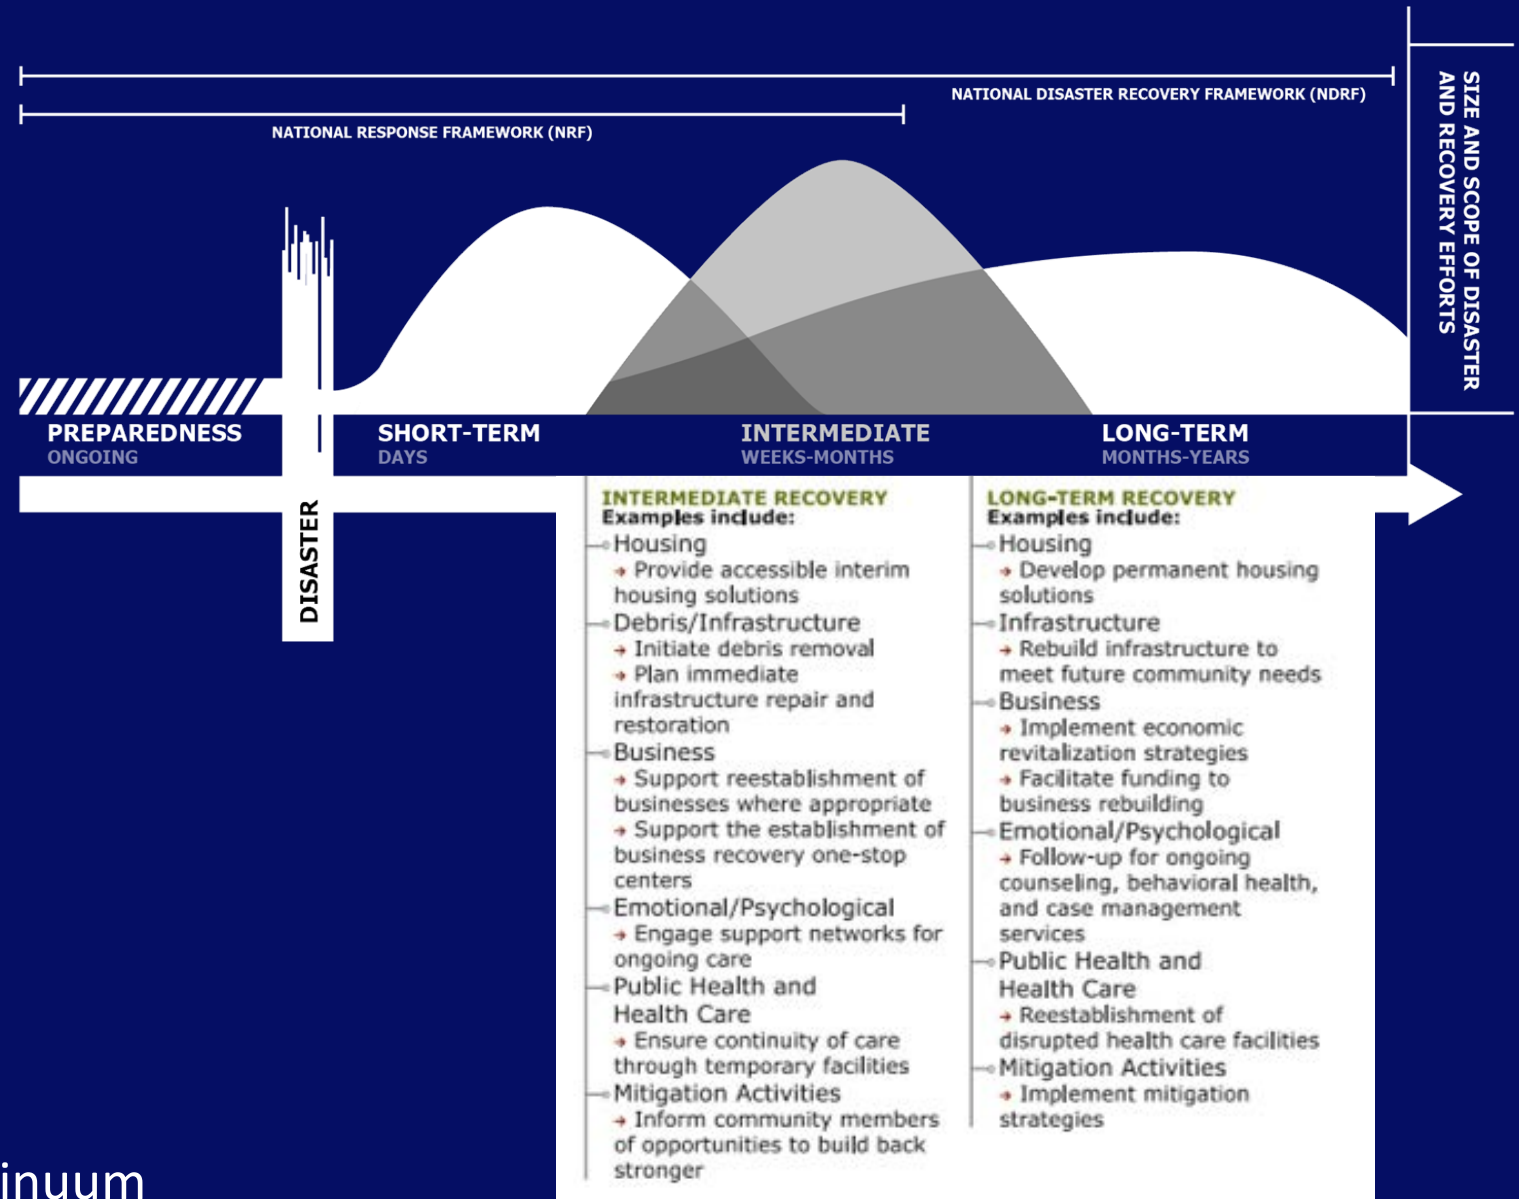 NATIONAL DISASTER RECOVERY FRAMEWORK (NDRF)
NATIONAL RESPONSE FRAMEWORK (NRF)
SIZE AND SCOPE OF DISASTER
AND RECOVERY EFFORTS
PREPAREDNESS
ONGOING
SHORT-TERM
DAYS
INTERMEDIATE
WEEKS-MONTHS
LONG-TERM
MONTHS-YEARS
DISASTER
INTERMEDIATE RECOVERY
Examples include:
Housing
→ Provide accessible interim
housing solutions
Debris/Infrastructure
→ Initiate debris removal
→ Plan immediate
infrastructure repair and
restoration
Business
→ Support reestablishment of
businesses where appropriate
→ Support the establishment of
business recovery one-stop
centers
Emotional/Psychological
→ Engage support networks for
ongoing care
Public Health and
Health Care
→ Ensure continuity of care
through temporary facilities
Mitigation Activities
→ Inform community members
of opportunities to build back
stronger
LONG-TERM RECOVERY
Examples include:
Housing
→ Develop permanent housing
solutions
Infrastructure
→ Rebuild infrastructure to
meet future community needs
Business
→ Implement economic
revitalization strategies
→ Facilitate funding to
business rebuilding
Emotional/Psychological
→ Follow-up for ongoing
counseling, behavioral health,
and case management
services
Public Health and
Health Care
→ Reestablishment of
disrupted health care facilities
Mitigation Activities
→ Implement mitigation
strategies
inuum